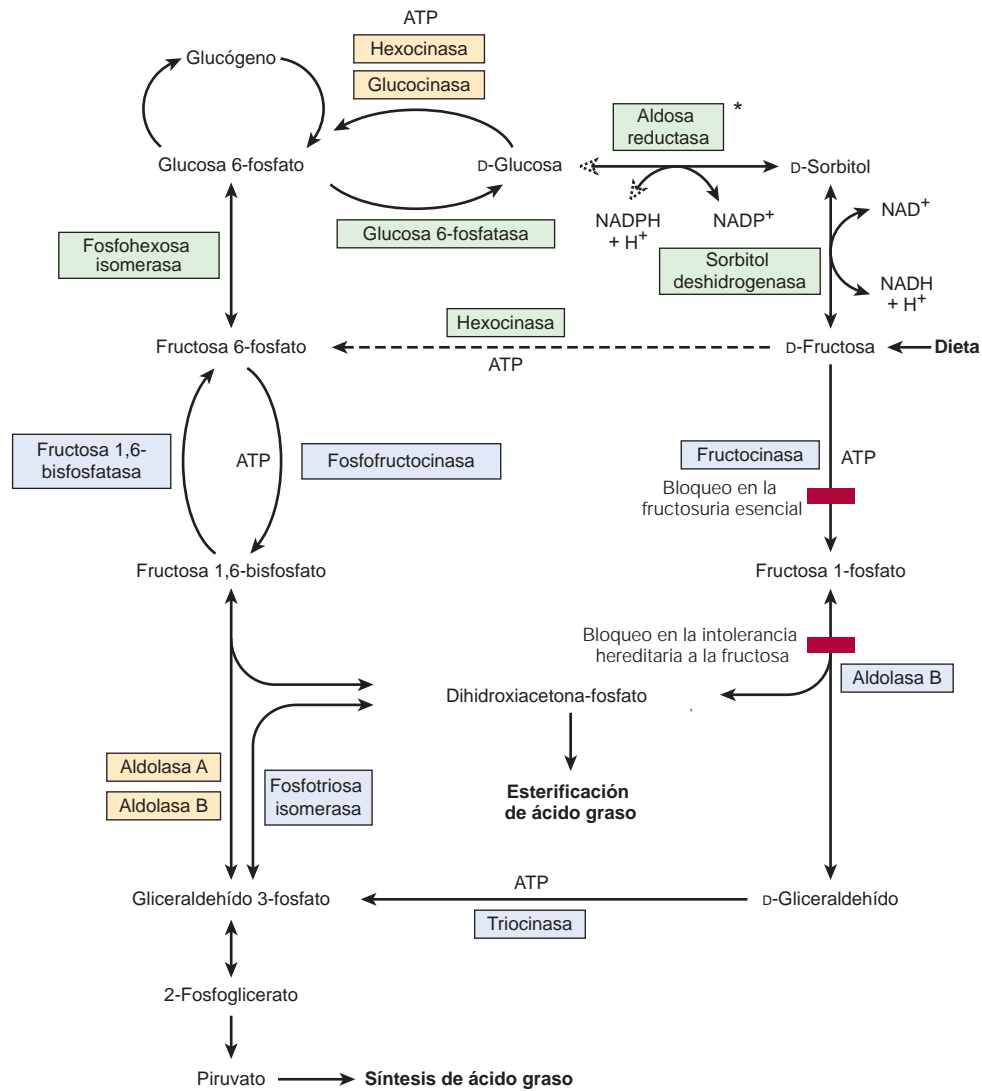 ATP
Hexocinasa
Glucógeno
Glucocinasa
Aldosa
reductasa
*
Glucosa 6-fosfato
D-Glucosa
D-Sorbitol
NADPH
+ H+
NADP+
NAD+
Glucosa 6-fosfatasa
Fosfohexosa
isomerasa
Sorbitol
deshidrogenasa
NADH
+ H+
Hexocinasa
Fructosa 6-fosfato
ATP
D-Fructosa
Dieta
Fructosa 1,6-
bisfosfatasa
ATP
Fosfofructocinasa
Fructocinasa
ATP
Bloqueo en la
fructosuria esencial
Fructosa 1,6-bisfosfato
Fructosa 1-fosfato
Bloqueo en la intolerancia
hereditaria a la fructosa
Aldolasa B
Dihidroxiacetona-fosfato
Aldolasa A
Aldolasa B
Fosfotriosa
isomerasa
Esterificación
de ácido graso
ATP
Gliceraldehído 3-fosfato
D-Gliceraldehído
Triocinasa
2-Fosfoglicerato
Piruvato
Síntesis de ácido graso